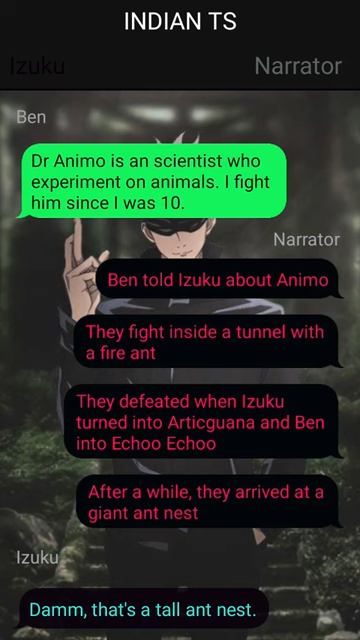 INDIAN TS
Izuku
Narrator
Ben
Dr Animo is an scientist who
experiment on animals. I fight
him since I was 10.
Narrator
Ben told Izuku about Animo
They fight inside a tunnel with
a fire ant
They defeated when Izuku
turned into Articguana and Ben
into Echoo Echoo
After a while, they arrived at a
giant ant nest
Izuku
Damm, that's a tall ant nest.